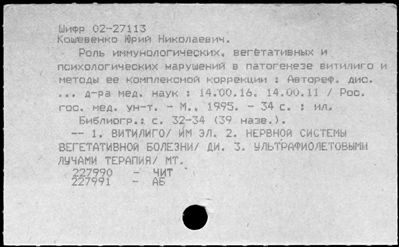 Шифр 02-27113
Кошевенко Юрий Николаевич.
Роль иммунологических, вегетативных и
психологических нарушений в патогенезе витилиго и
методы ее комплексной коррекции : Автореф. дис.
... д-ра мед. наук : 14.00.16, 14.00.11 / Рос.
гос. мед. ун-т. - М., 1995. - 34 с. : ил.
Библиогр.: с. 32-34 (39 назв.).
-- 1. ВИТИЛИГО/ ИМ ЭЛ. 2. НЕРВНОЙ СИСТЕМЫ
ВЕГЕТАТИВНОЙ БОЛЕЗНИ/ ДИ. 3. УЛЬТРАФИОЛЕТОВЫМИ
ЛУЧАМИ ТЕРАПИЯ/ МТ.
227990 - ЧИТ
227991 - АБ